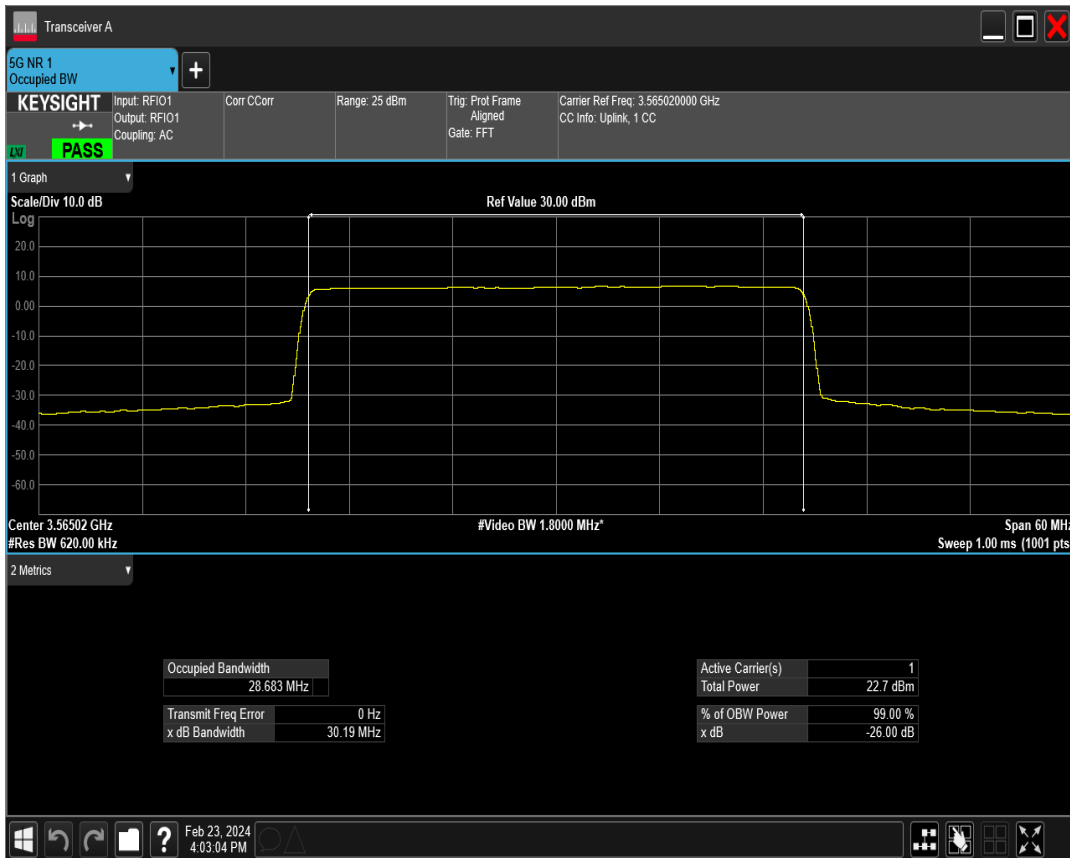 Transceiver A
5G NR 1
Occupied BW
KEYSIGHT
LXI
PASS
Input: RFIO1
Output: RFIO1
Coupling: AC
Corr CCorr
Range: 25 dBm
Trig: Prot Frame
Aligned
Gate: FFT
Carrier Ref Freq: 3.565020000 GHz
CC Info: Uplink, 1 CC
1 Graph
Scale/Div 10.0 dB
Ref Value 30.00 dBm
Log
20.0
10.0
0.00
-10.0
-20.0
-30.0
-40.0
-50.0
-60.0
Center 3.56502 GHz
#Video BW 1.8000 MHz*
Span 60 MHz
#Res BW 620.00 kHz
Sweep 1.00 ms (1001 pts
2 Metrics
Occupied Bandwidth
28.683 MHz
Transmit Freq Error 0 Hz
x dB Bandwidth 30.19 MHz
Active Carrier(s) 1
Total Power 22.7 dBm
% of OBW Power 99.00 %
x dB -26.00 dB
Feb 23, 2024
4:03:04 PM